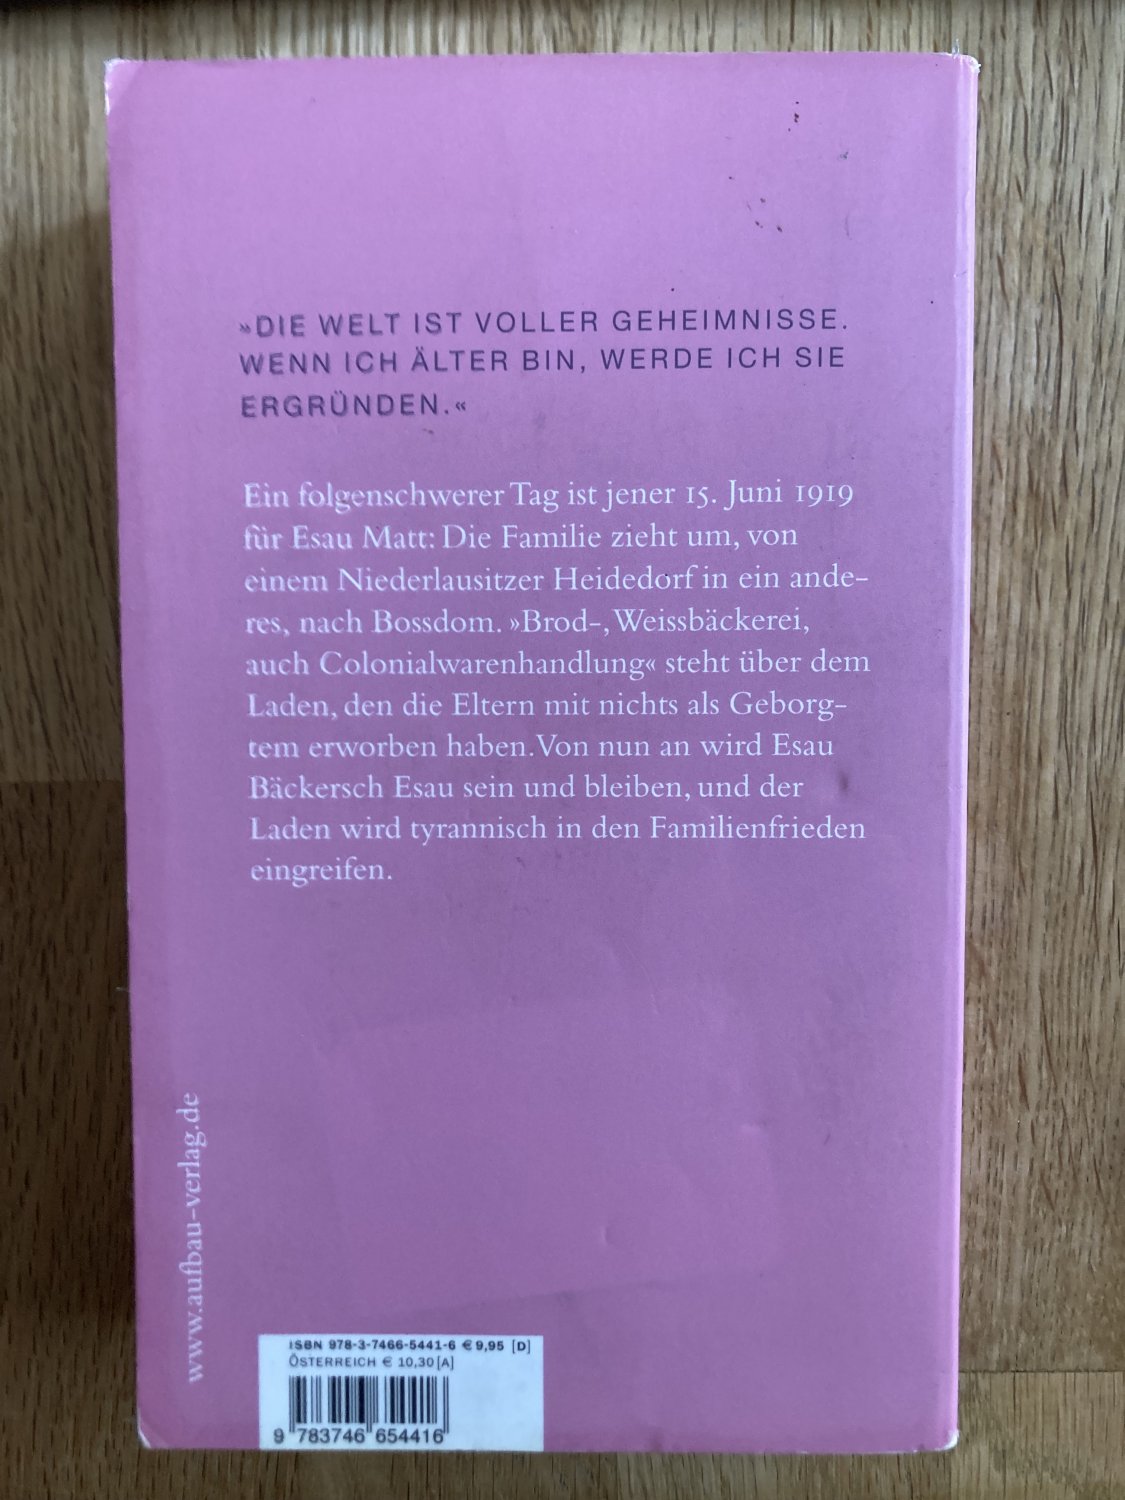 »DIE WELT IST VOLLER GEHEIMNISSE.
WENN ICH ÄLTER BIN, WERDE ICH SIE
ERGRÜNDEN.«
Ein folgenschwerer Tag ist jener 15. Juni 1919
für Esau Matt: Die Familie zieht um, von
einem Niederlausitzer Heidedorf in ein ande-
res, nach Bossdom. »Brod-, Weissbäckerei,
auch Colonialwarenhandlung« steht über dem
Laden, den die Eltern mit nichts als Geborg-
tem erworben haben. Von nun an wird Esau
Bäckersch Esau sein und bleiben, und der
Laden wird tyrannisch in den Familienfrieden
eingreifen.
www.aufbau-verlag.de
ISBN 978-3-7466-5441-6 € 9,95 [D]
ÖSTERREICH € 10,30 [A]
9 783746 654416